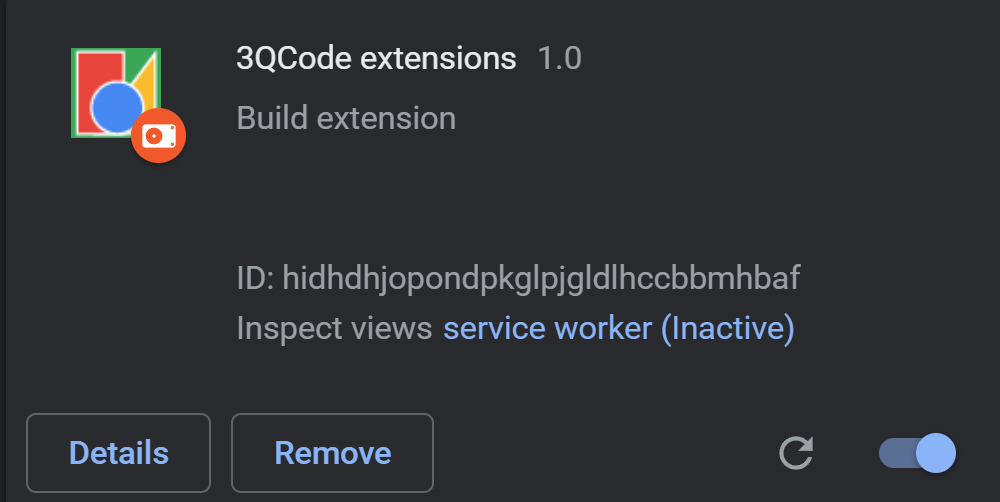 3QCode extensions 1.0
Build extension
ID: hidhdhjopondpkglpjgldlhccbbmhbaf
Inspect views service worker (Inactive)
Details Remove